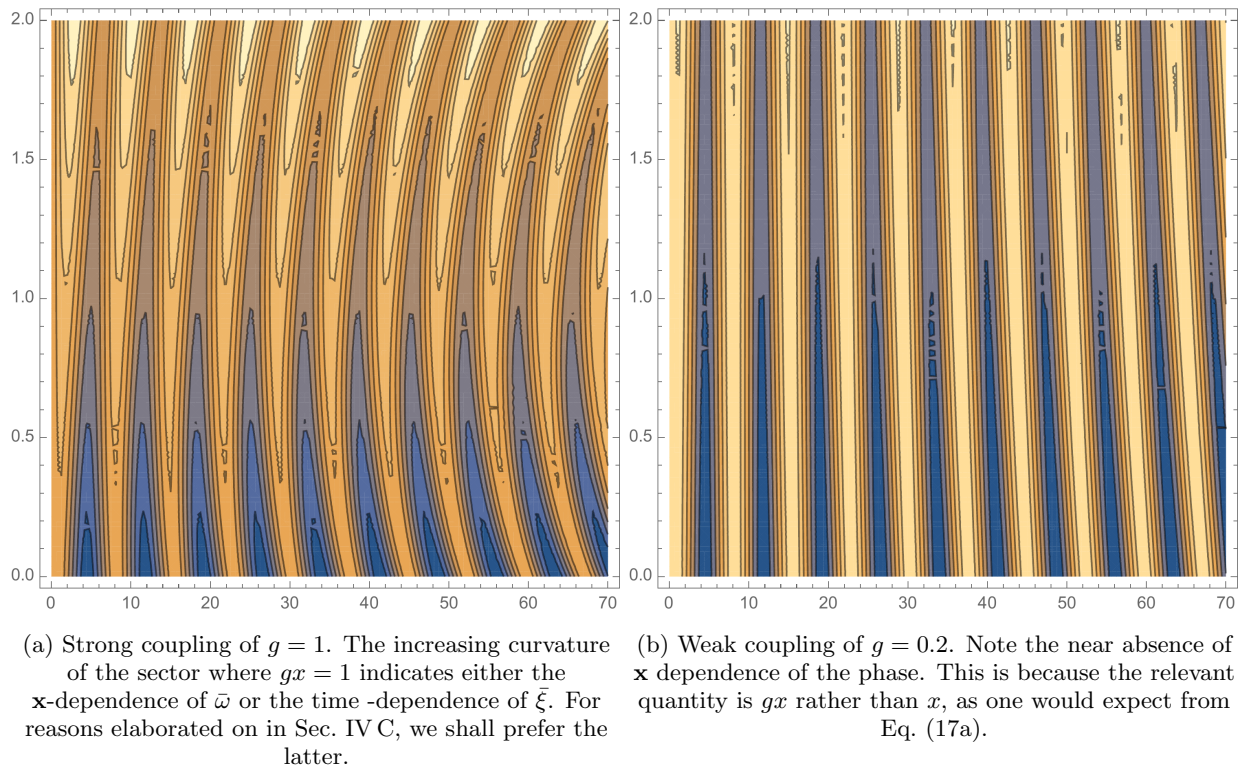 2.0
1.5
1.0
0.5
0.0
0 10 20 30 40 50 60 70
2.0
1.5
1.0
0.5
0.0
0 10 20 30 40 50 60 70
(a) Strong coupling of g = 1. The increasing curvature
of the sector where gx = 1 indicates either the
x-dependence of ω̄ or the time -dependence of ξ̄. For
reasons elaborated on in Sec. IV C, we shall prefer the
latter.
(b) Weak coupling of g = 0.2. Note the near absence of
x dependence of the phase. This is because the relevant
quantity is gx rather than x, as one would expect from
Eq. (17a).